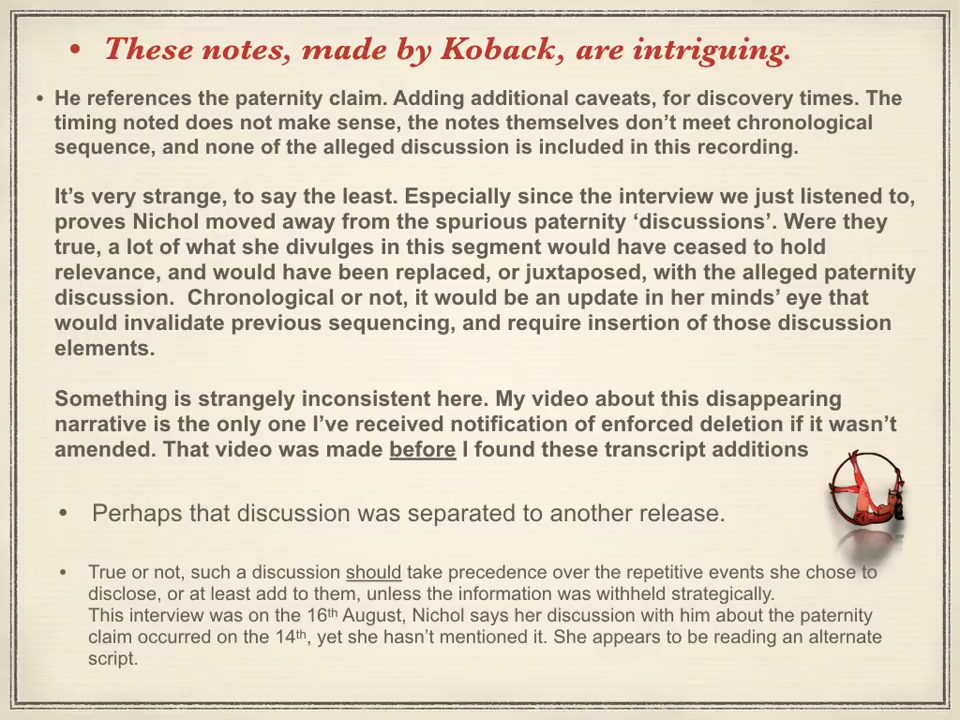 • These notes, made by Koback, are intriguing.
• He references the paternity claim. Adding additional caveats, for discovery times. The
timing noted does not make sense, the notes themselves don’t meet chronological
sequence, and none of the alleged discussion is included in this recording.
It’s very strange, to say the least. Especially since the interview we just listened to,
proves Nichol moved away from the spurious paternity ‘discussions’. Were they
true, a lot of what she divulges in this segment would have ceased to hold
relevance, and would have been replaced, or juxtaposed, with the alleged paternity
discussion.  Chronological or not, it would be an update in her minds’ eye that
would invalidate previous sequencing, and require insertion of those discussion
elements.
Something is strangely inconsistent here. My video about this disappearing
narrative is the only one I’ve received notification of enforced deletion if it wasn’t
amended. That video was made before I found these transcript additions
• Perhaps that discussion was separated to another release.
• True or not, such a discussion should take precedence over the repetitive events she chose to
disclose, or at least add to them, unless the information was withheld strategically.
This interview was on the 16th August, Nichol says her discussion with him about the paternity
claim occurred on the 14th, yet she hasn’t mentioned it. She appears to be reading an alternate
script.